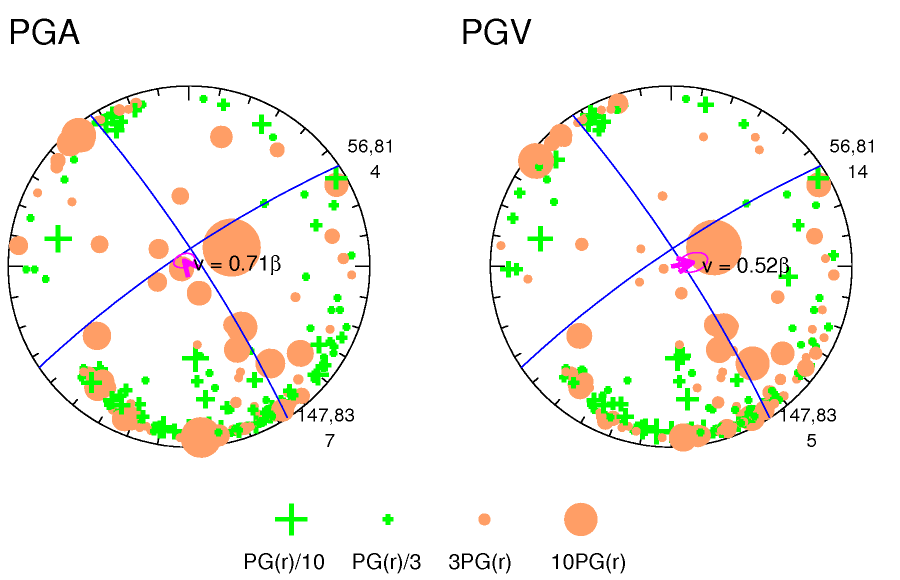 PGA
PGV
56,81
4
56,81
14
v = 0.71β
v = 0.52β
147,83
7
147,83
5
PG(r)/10 PG(r)/3 3PG(r) 10PG(r)